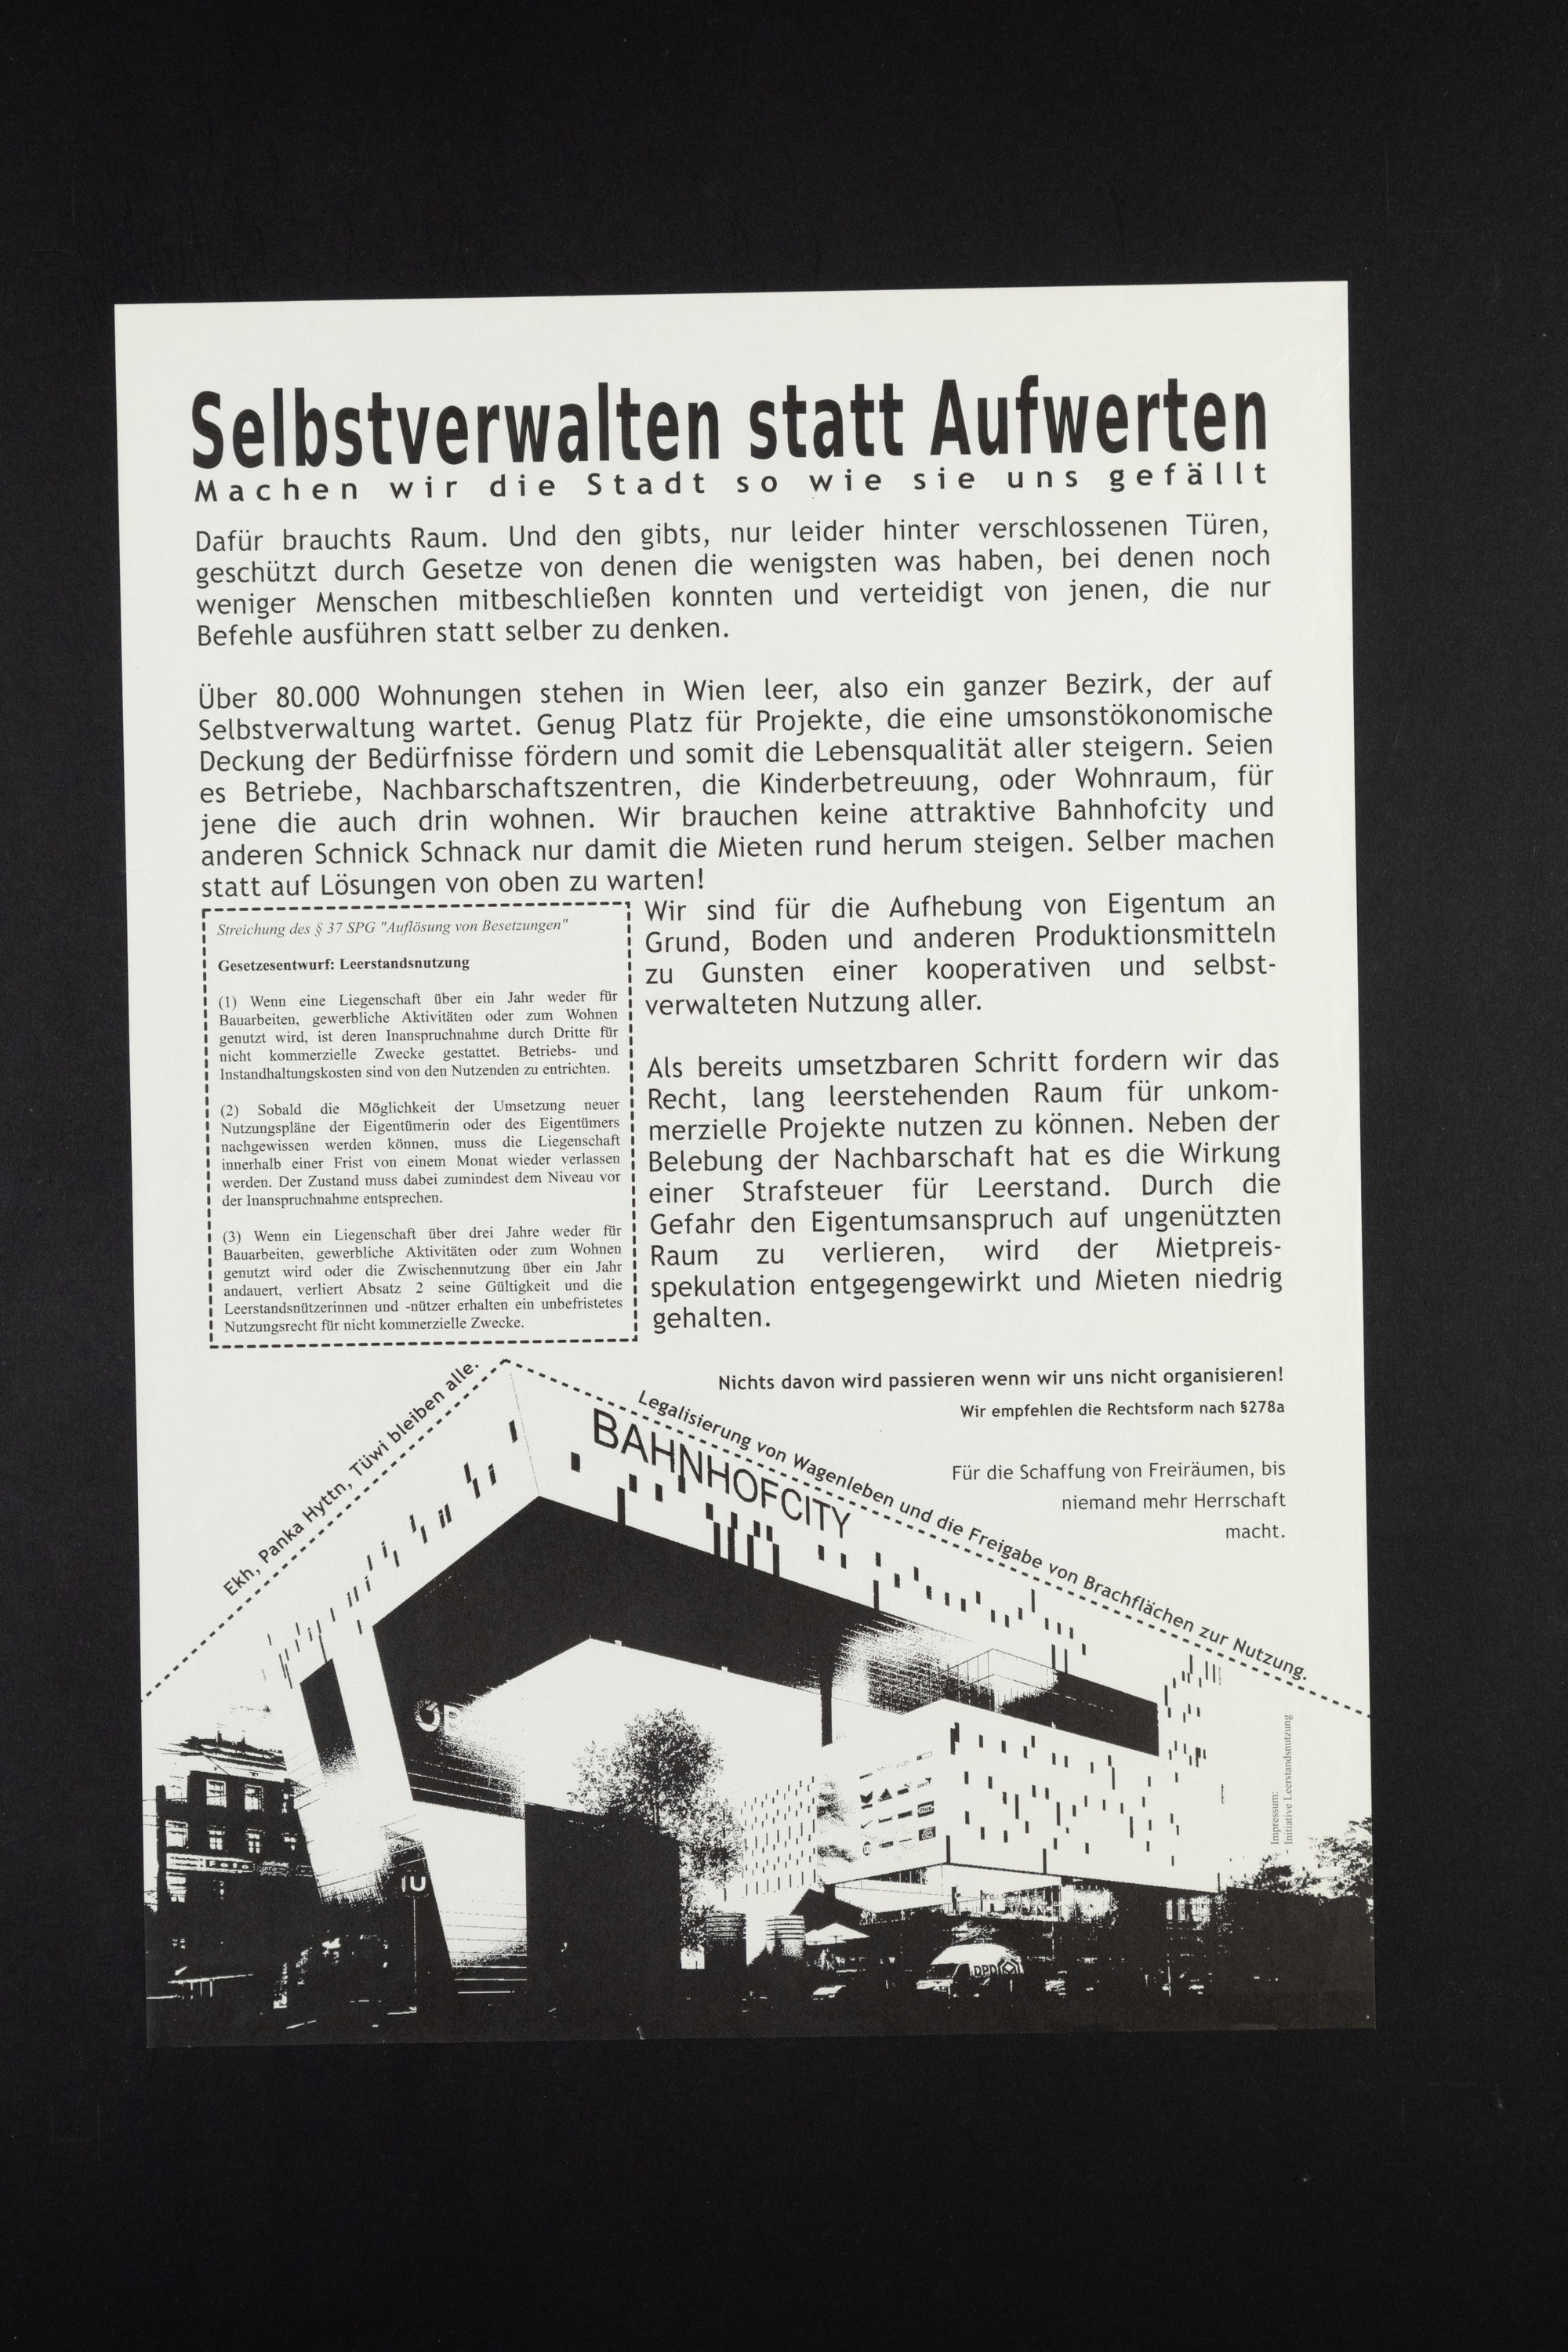 Selbstverwalten statt Aufwerten
Machen wir die Stadt so wie sie uns gefällt
Dafür brauchts Raum. Und den gibts, nur leider hinter verschlossenen Türen,
geschützt durch Gesetze von denen die wenigsten was haben, bei denen noch
weniger Menschen mitbeschließen konnten und verteidigt von jenen, die nur
Befehle ausführen statt selber zu denken.
Über 80.000 Wohnungen stehen in Wien leer, also ein ganzer Bezirk, der auf
Selbstverwaltung wartet. Genug Platz für Projekte, die eine umsonstökonomische
Deckung der Bedürfnisse fördern und somit die Lebensqualität aller steigern. Seien
es Betriebe, Nachbarschaftszentren, die Kinderbetreuung, oder Wohnraum, für
jene die auch drin wohnen. Wir brauchen keine attraktive Bahnhofcity und
anderen Schnick Schnack nur damit die Mieten rund herum steigen. Selber machen
statt auf Lösungen von oben zu warten!
Streichung des § 37 SPG "Auflösung von Besetzungen"
Gesetzesentwurf: Leerstandsnutzung
(1) Wenn eine Liegenschaft über ein Jahr weder für
Bauarbeiten, gewerbliche Aktivitäten oder zum Wohnen
genutzt wird, ist deren Inanspruchnahme durch Dritte für
nicht kommerzielle Zwecke gestattet. Betriebs- und
Instandhaltungskosten sind von den Nutzenden zu entrichten.
(2) Sobald die Möglichkeit der Umsetzung neuer
Nutzungspläne der Eigentümerin oder des Eigentümers
nachgewissen werden können, muss die Liegenschaft
innerhalb einer Frist von einem Monat wieder verlassen
werden. Der Zustand muss dabei zumindest dem Niveau vor
der Inanspruchnahme entsprechen.
(3) Wenn ein Liegenschaft über drei Jahre weder für
Bauarbeiten, gewerbliche Aktivitäten oder zum Wohnen
genutzt wird oder die Zwischennutzung über ein Jahr
andauert, verliert Absatz 2 seine Gültigkeit und die
Leerstandsnützerinnen und -nützer erhalten ein unbefristetes
Nutzungsrecht für nicht kommerzielle Zwecke.
Wir sind für die Aufhebung von Eigentum an
Grund, Boden und anderen Produktionsmitteln
zu Gunsten einer kooperativen und selbst-
verwalteten Nutzung aller.
Als bereits umsetzbaren Schritt fordern wir das
Recht, lang leerstehenden Raum für unkom-
merzielle Projekte nutzen zu können. Neben der
Belebung der Nachbarschaft hat es die Wirkung
einer Strafsteuer für Leerstand. Durch die
Gefahr den Eigentumsanspruch auf ungenützten
Raum zu verlieren, wird der Mietpreis-
spekulation entgegengewirkt und Mieten niedrig
gehalten.
Nichts davon wird passieren wenn wir uns nicht organisieren!
Wir empfehlen die Rechtsform nach §278a
Für die Schaffung von Freiräumen, bis
niemand mehr Herrschaft
macht.
Ekh, Panka Hyttn, Tüwi bleiben alle.
Legalisierung von Wagenleben und die Freigabe von Brachflächen zur Nutzung.
BAHNHOFCITY
ÖB
U
DPD
Impressum:
Initiative Leerstandsnutzung